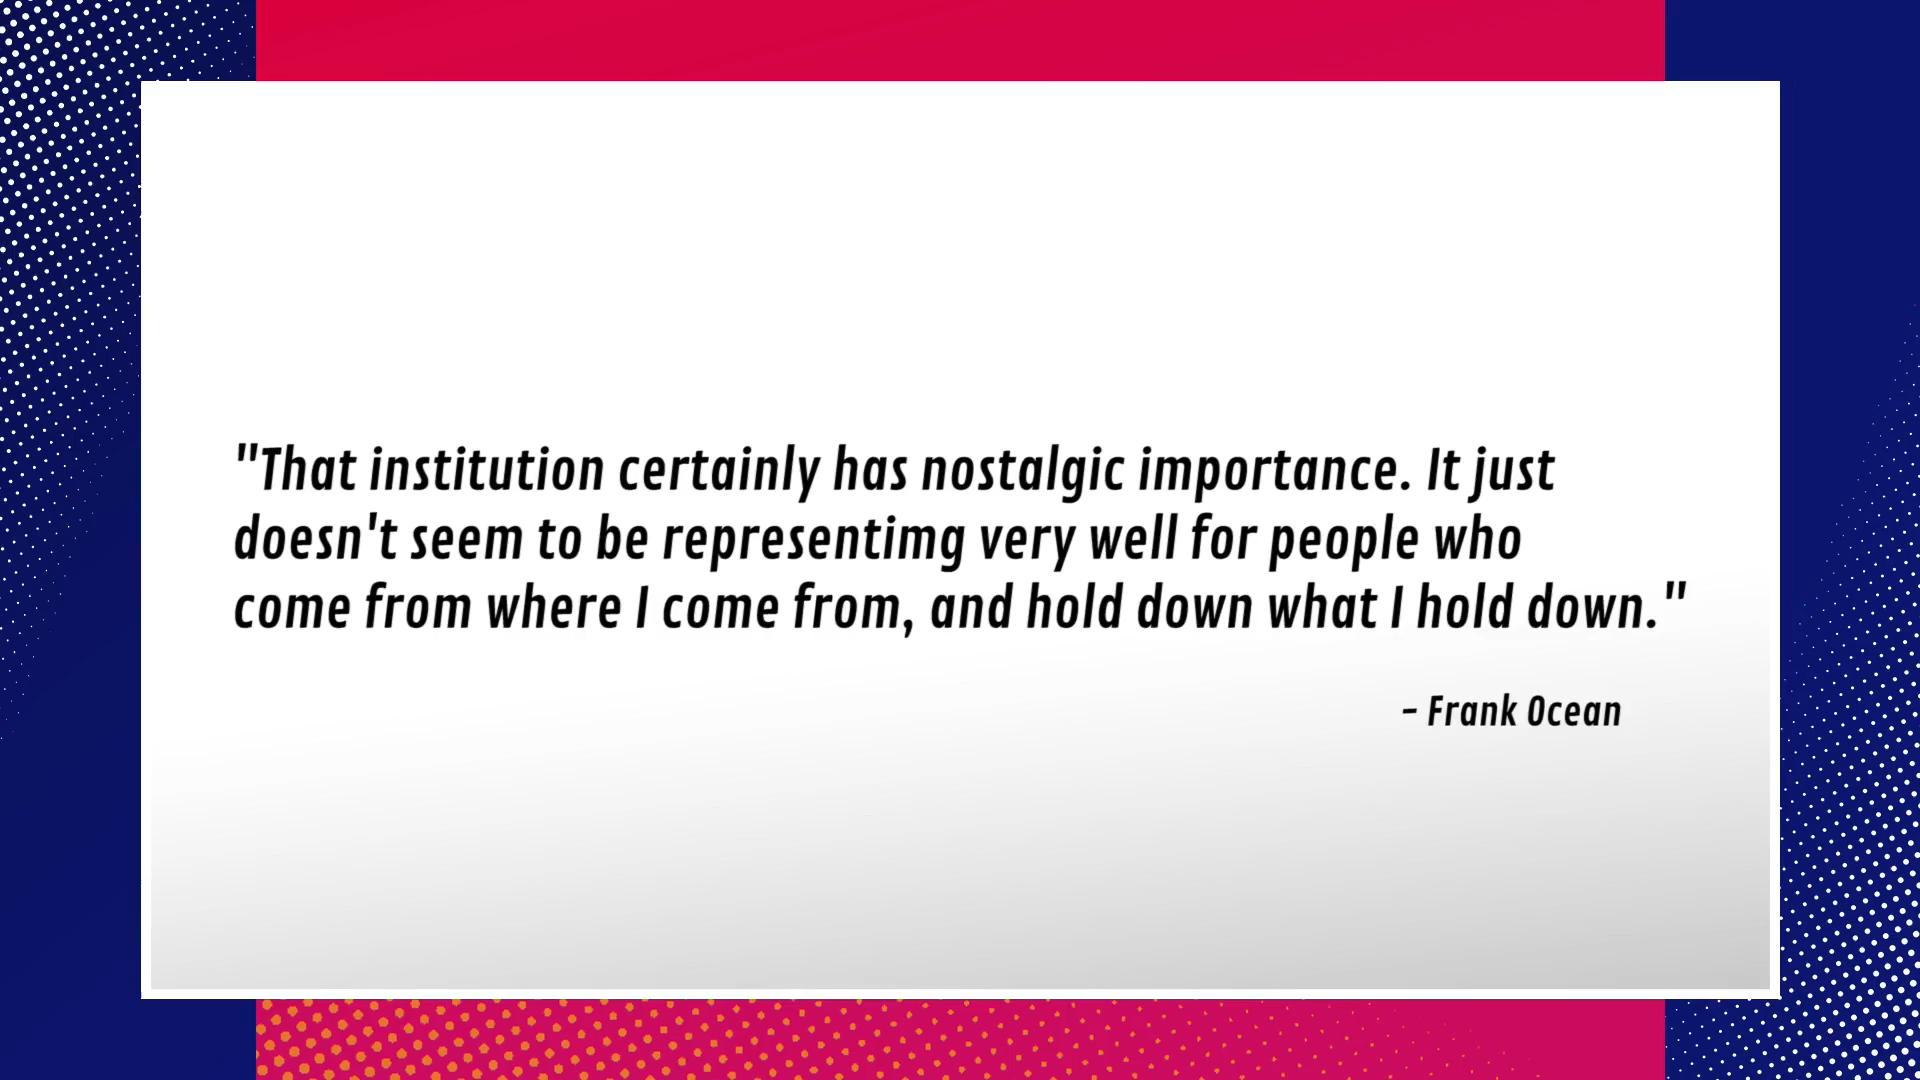 "That institution certainly has nostalgic importance. It just
doesn't seem to be representimg very well for people who
come from where I come from, and hold down what I hold down."
- Frank Ocean